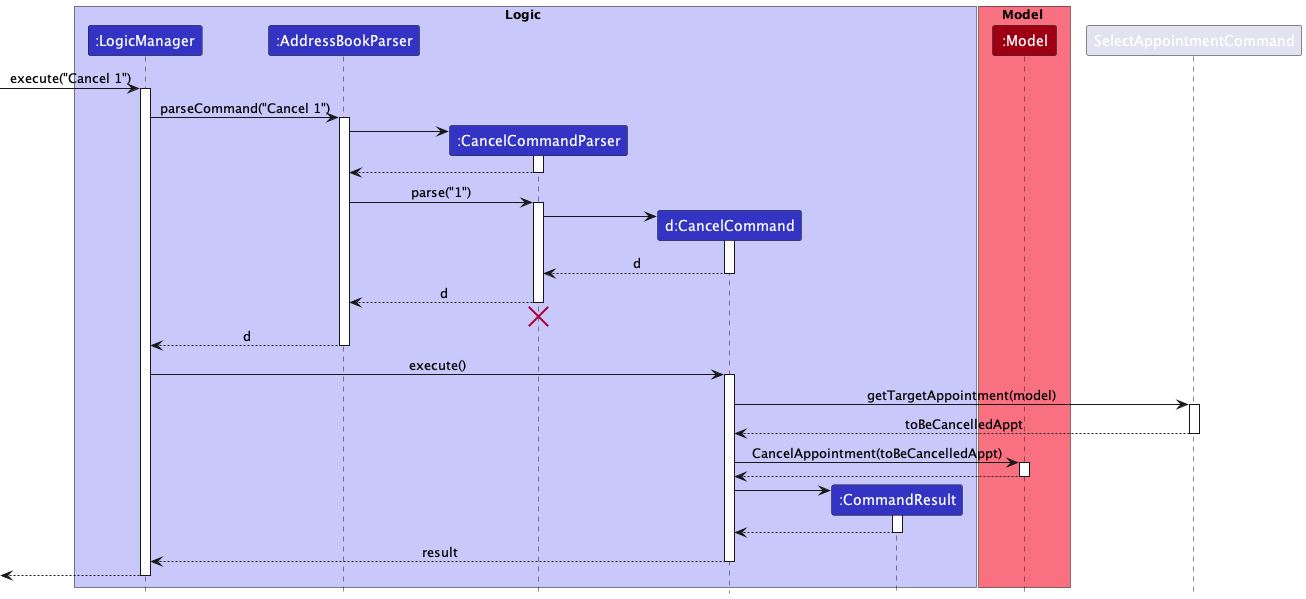 Logic
Model
:LogicManager
:AddressBookParser
:Model
SelectAppointmentCommand
execute("Cancel 1")
parseCommand("Cancel 1")
:CancelCommandParser
parse("1")
d:CancelCommand
d
d
d
execute()
getTargetAppointment(model)
toBeCancelledAppt
CancelAppointment(toBeCancelledAppt)
:CommandResult
result